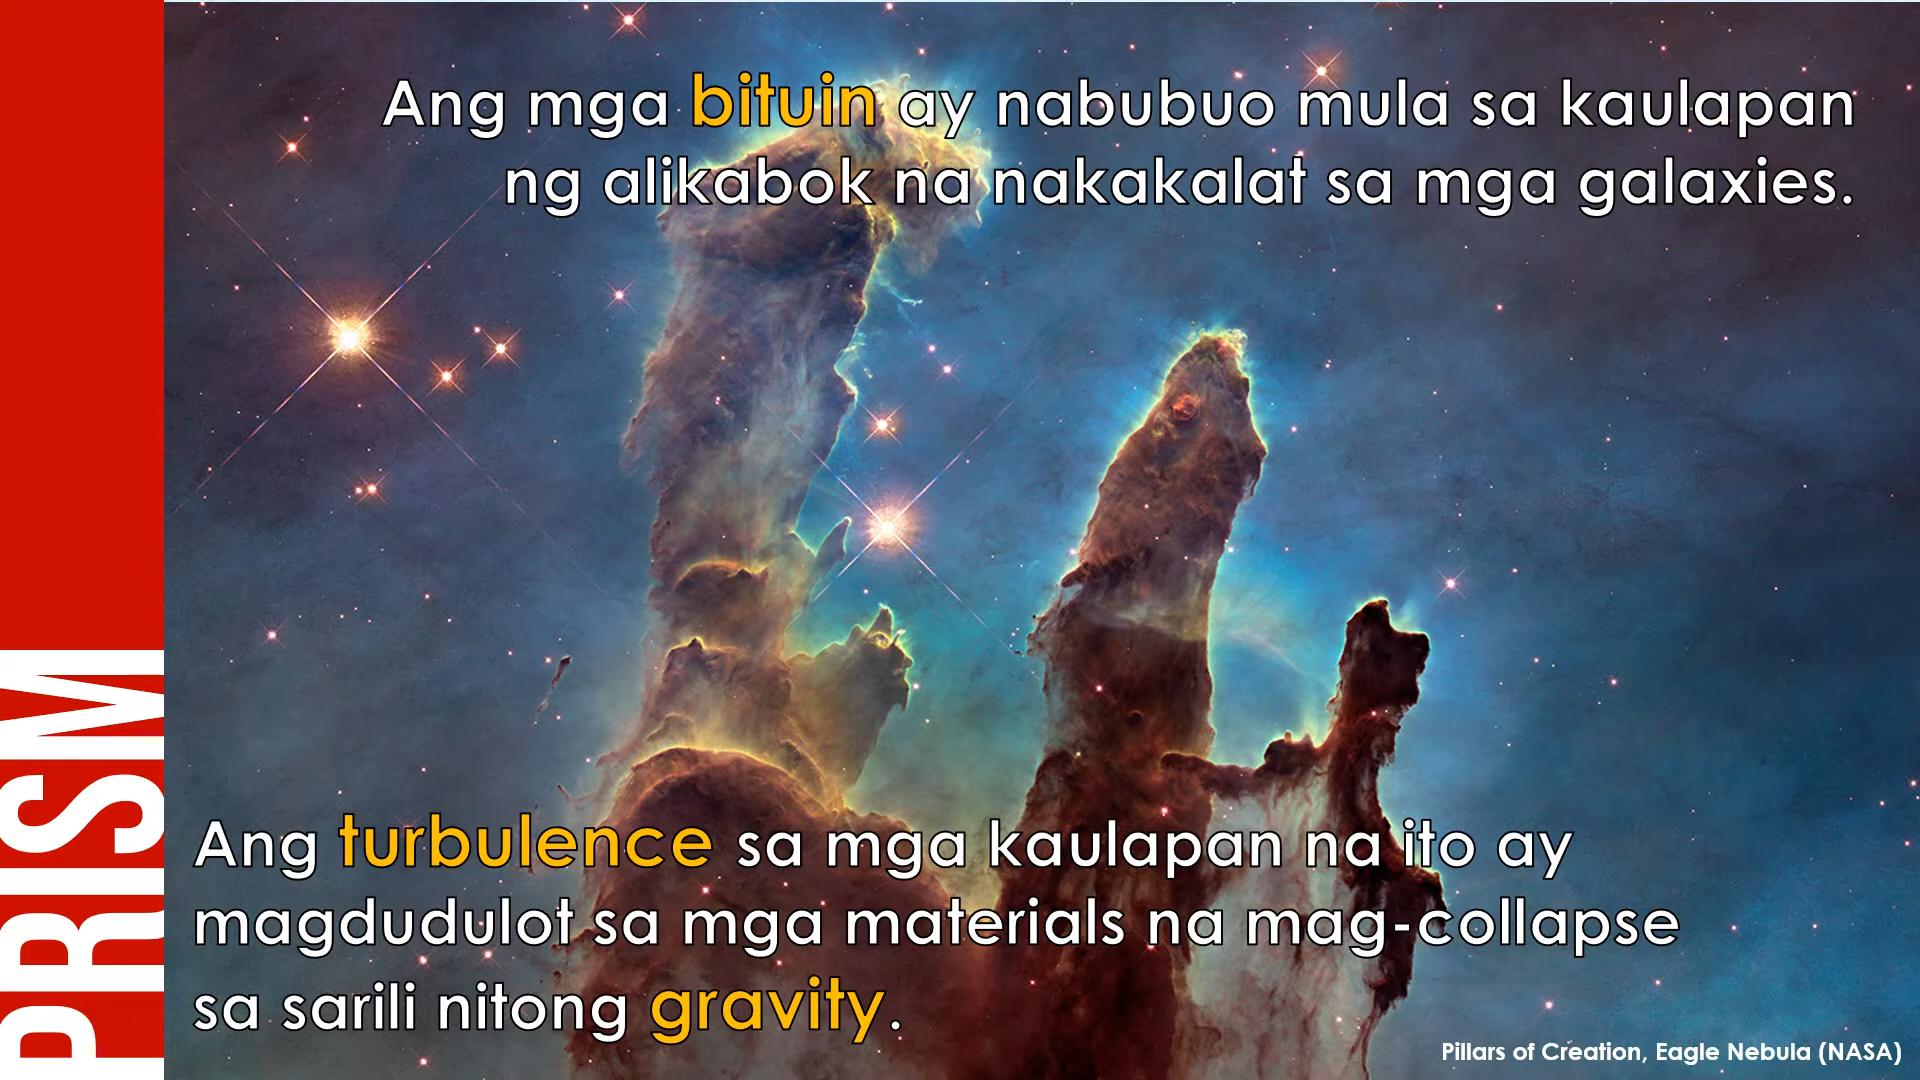 Ang mga bituin ay nabubuo mula sa kaulapan
ng alikabok na nakakalat sa mga galaxies.
Ang turbulence sa mga kaulapan na ito ay
magdudulot sa mga materials na mag-collapse
sa sarili nitong gravity.
Pillars of Creation, Eagle Nebula (NASA)
PRISM